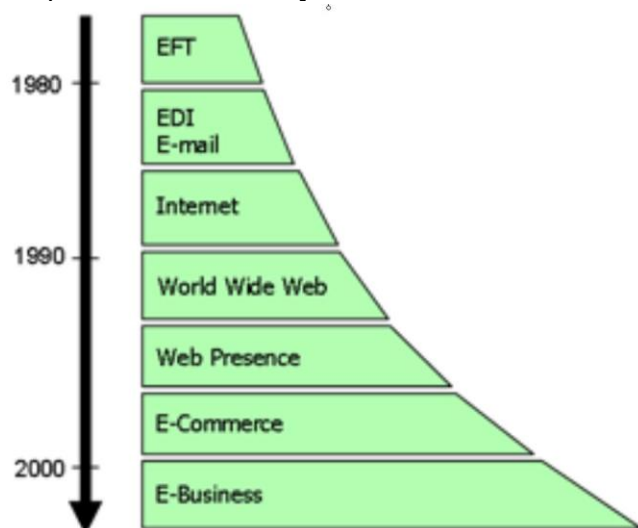 EFT
1980
EDI
E-mail
Internet
1990
World Wide Web
Web Presence
E-Commerce
2000
E-Business